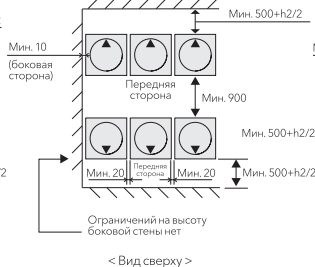 Мин. 500+h2/2
Мин. 10
(боковая
сторона)
Передняя
сторона
Мин. 900
Мин. 500+h2/2
Мин. 20
Передняя
сторона
Мин. 20
Мин. 500+h2/2
Ограничений на высоту
боковой стены нет
< Вид сверху >